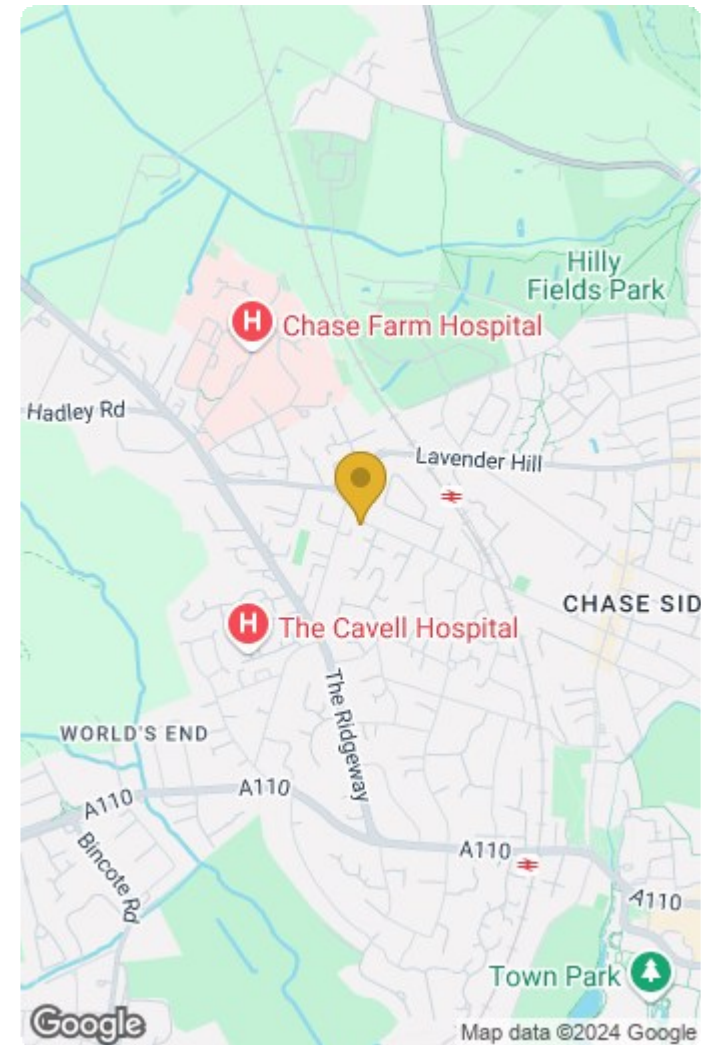 Hilly
Fields Park
H
Chase Farm Hospital
Hadley Rd
Lavender Hill
CHASE SID
H
The Cavell Hospital
The Ridgeway
WORLD'S END
A110
A110
Bincote Rd
A110
A110
Town Park
Google
Map data ©2024 Google